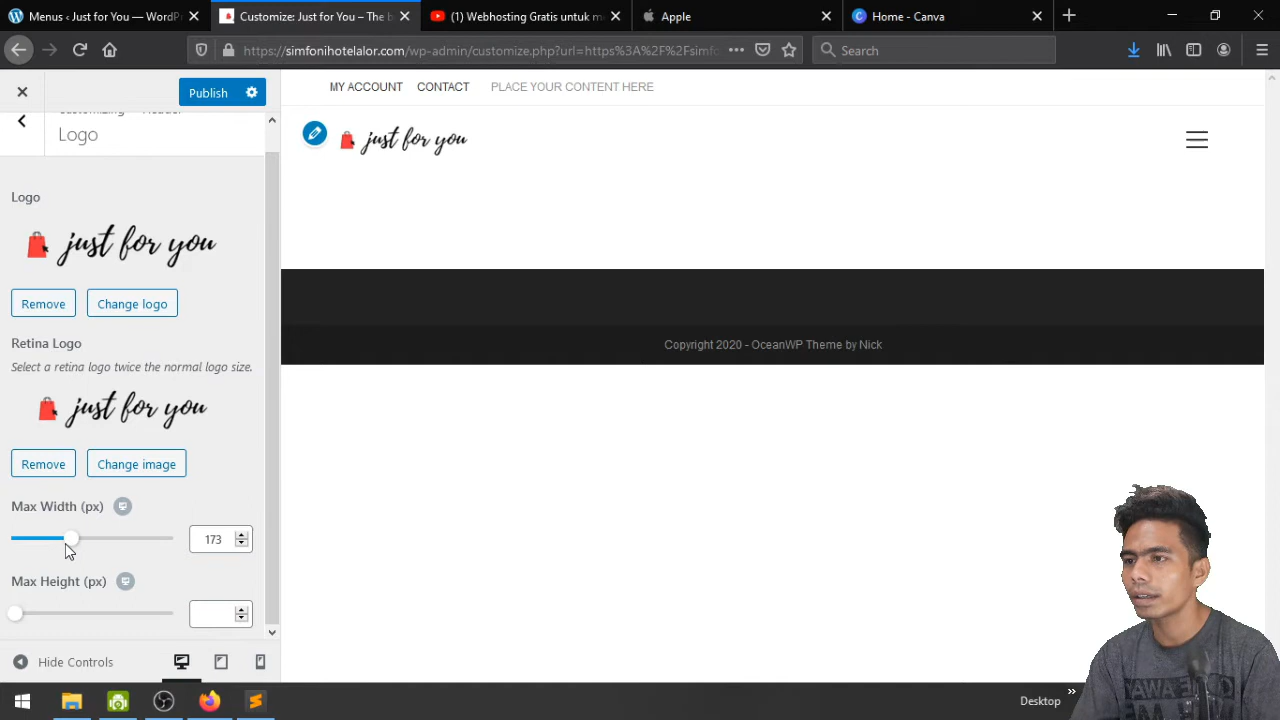 Menus ‹ Just for You — WordPr
Customize: Just for You – The b
(1) Webhosting Gratis untuk m
Apple
Home - Canva
https://simfonihotelalor.com/wp-admin/customize.php?url=https%3A%2F%2Fsimfo
Search
Publish
MY ACCOUNT
CONTACT
PLACE YOUR CONTENT HERE
Logo
just for you
Logo
just for you
Remove
Change logo
Retina Logo
Select a retina logo twice the normal logo size.
just for you
Copyright 2020 - OceanWP Theme by Nick
Remove
Change image
Max Width (px)
173
Max Height (px)
Hide Controls
Desktop